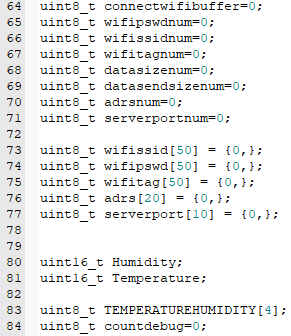 64 uint8_t connectwifibuffer=0;
65 uint8_t wifipswdnum=0;
66 uint8_t wifissidnum=0;
67 uint8_t wifitagnum=0;
68 uint8_t datasizenum=0;
69 uint8_t datasendsizenum=0;
70 uint8_t adrsnum=0;
71 uint8_t serverportnum=0;
72
73 uint8_t wifissid[50] = {0,};
74 uint8_t wifipswd[50] = {0,};
75 uint8_t wifitag[50] = {0,};
76 uint8_t adrs[20] = {0,};
77 uint8_t serverport[10] = {0,};
78
79
80 uint16_t Humidity;
81 uint16_t Temperature;
82
83 uint8_t TEMPERATUREHUMIDITY[4];
84 uint8_t countdebug=0;